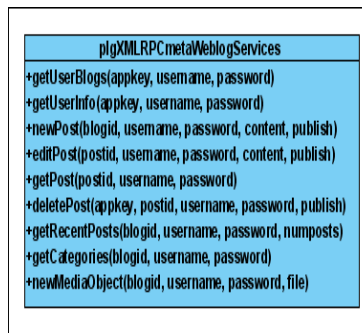 plgXMLRPCmetaWeblogServices
+getUserBlogs(appkey, username, password)
+getUserInfo(appkey, username, password)
+newPost(blogid, username, password, content, publish)
+editPost(postid, username, password, content, publish)
+getPost(postid, username, password)
+deletePost(appkey, postid, username, password, publish)
+getRecentPosts(blogid, username, password, numposts)
+getCategories(blogid, username, password)
+newMediaObject(blogid, username, password, file)